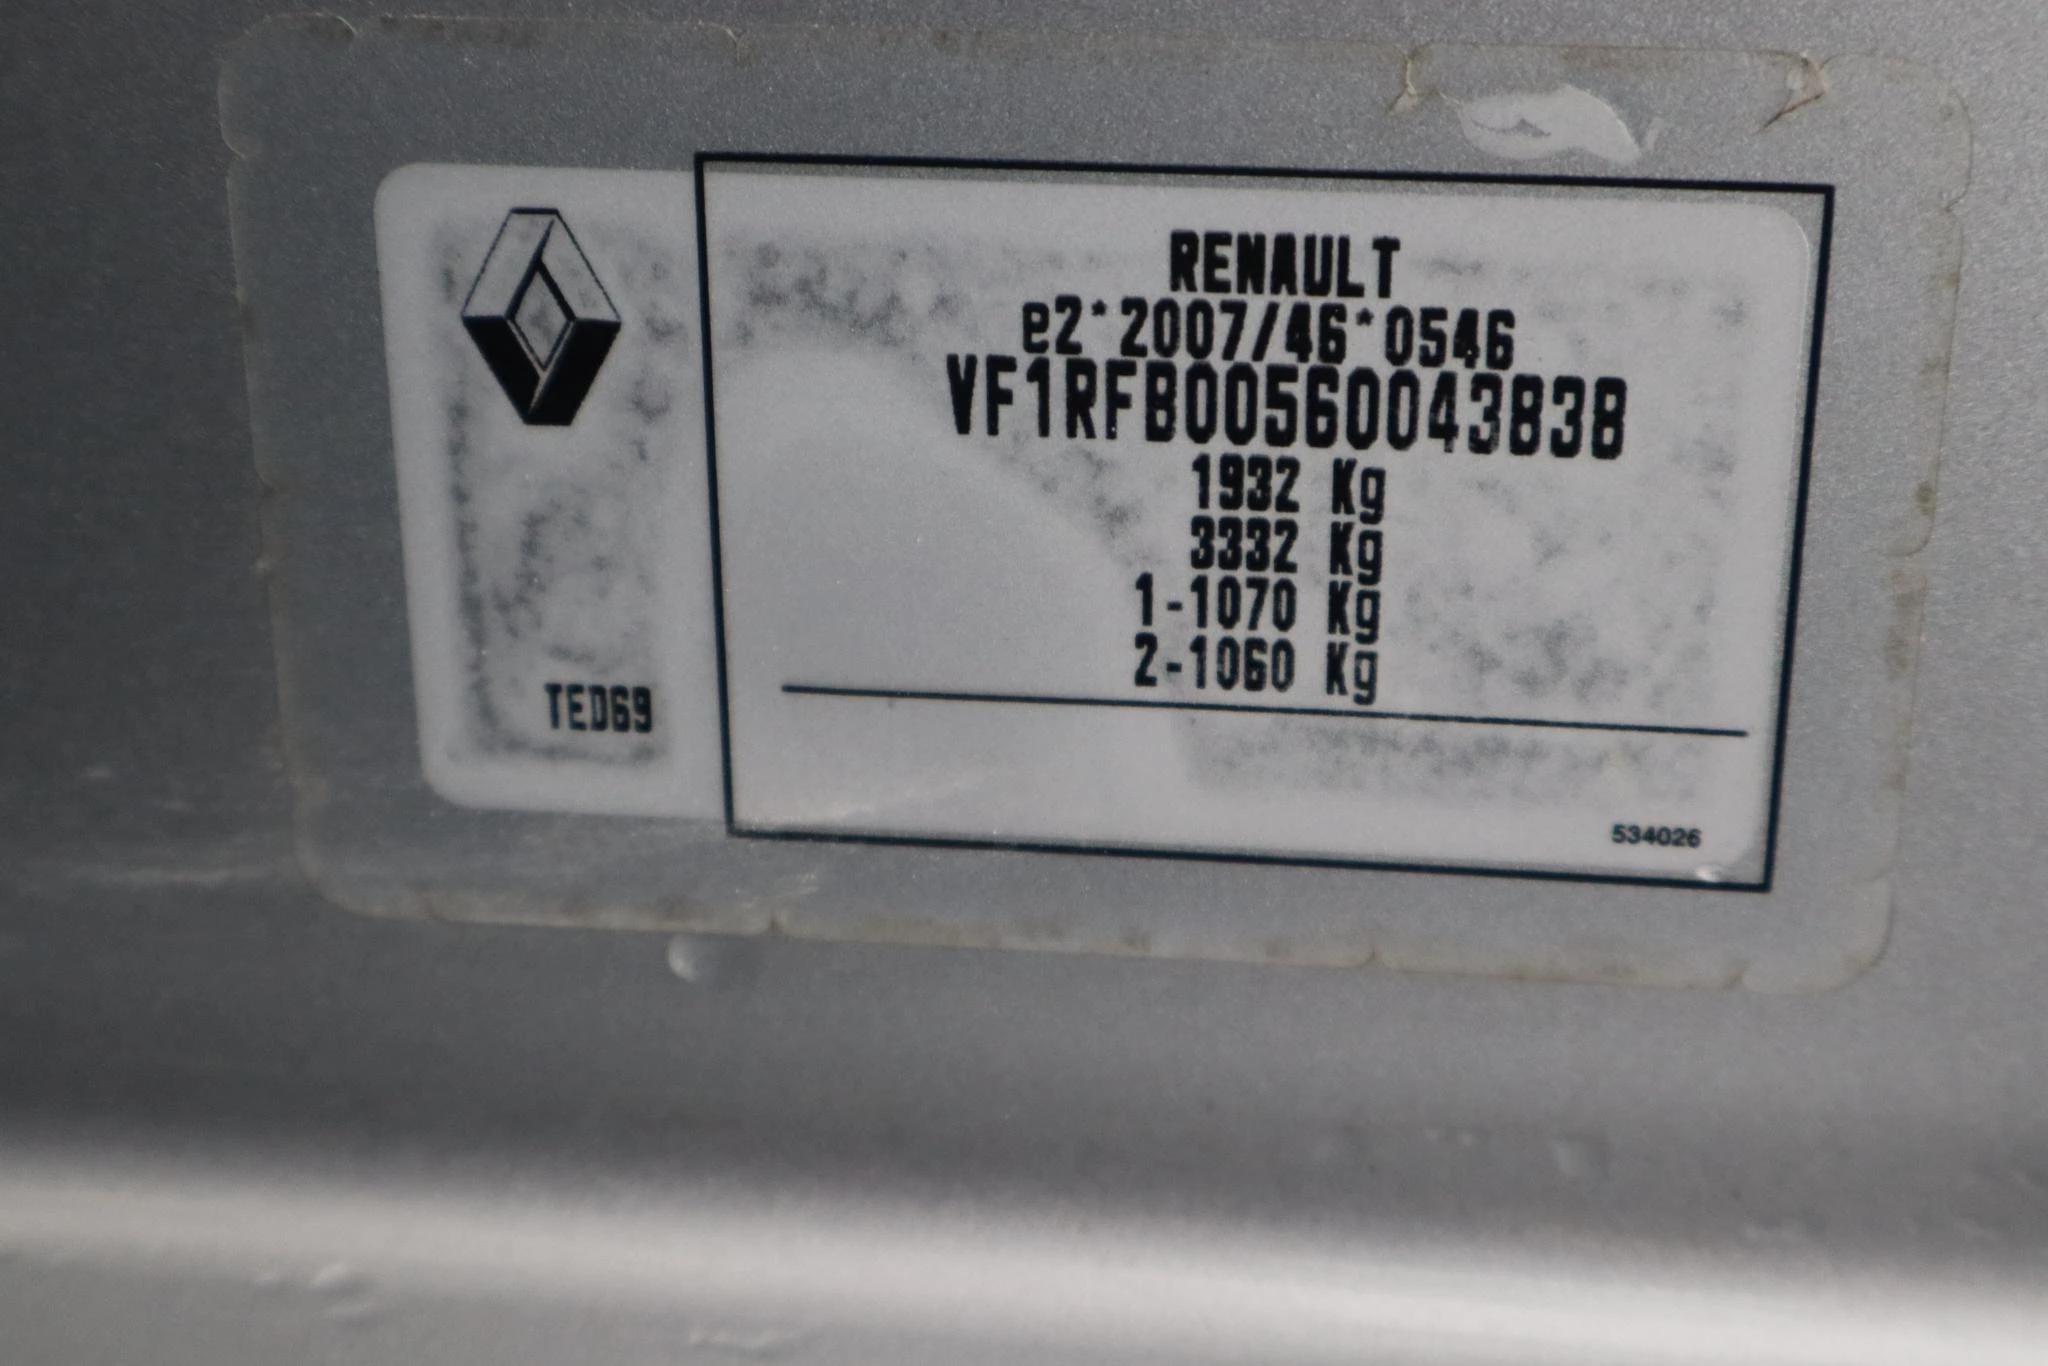 RENAULT
e2*2007/46*0546
VF1RFB00560043838
1932 Kg
3332 Kg
1-1070 Kg
2-1060 Kg
TED69
534026